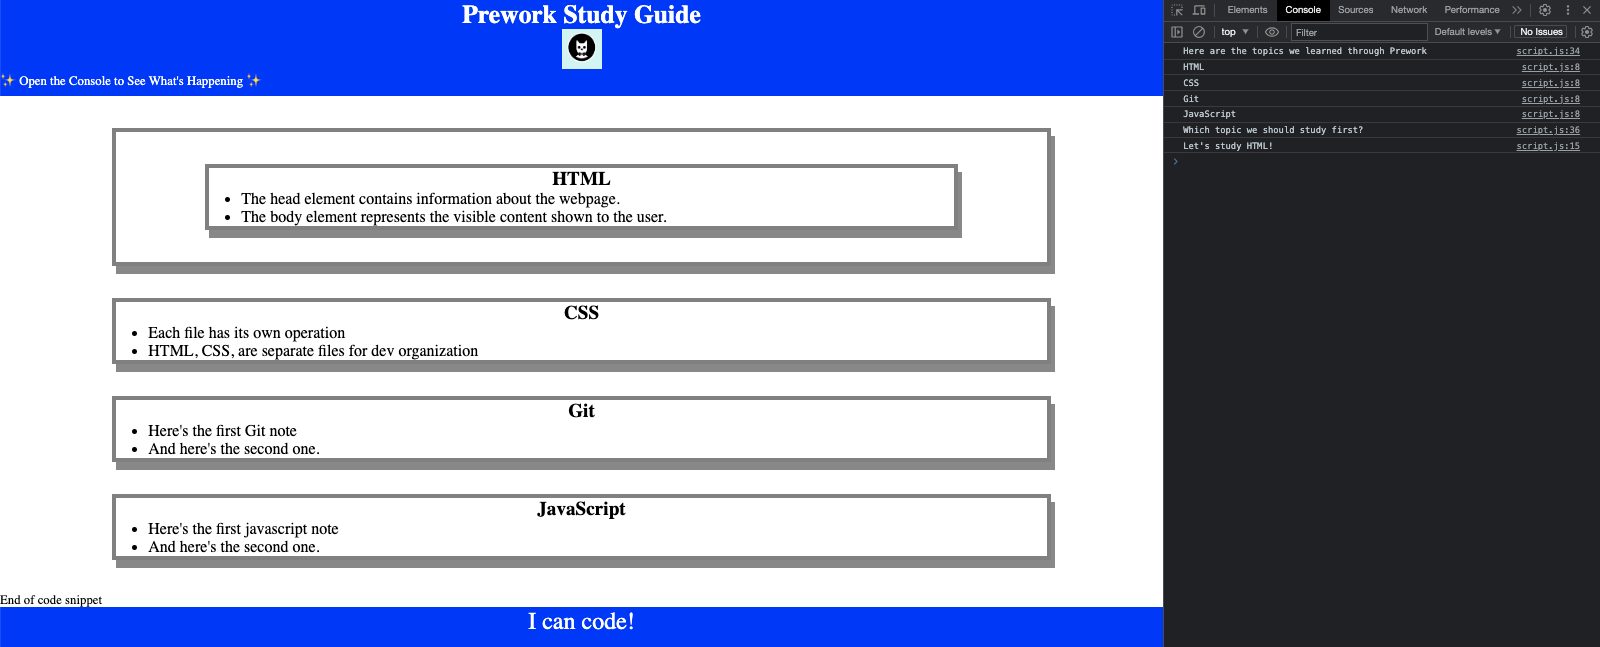 Prework Study Guide
✨ Open the Console to See What's Happening ✨
HTML
• The head element contains information about the webpage.
• The body element represents the visible content shown to the user.
CSS
• Each file has its own operation
• HTML, CSS, are separate files for dev organization
Git
• Here's the first Git note
• And here's the second one.
JavaScript
• Here's the first javascript note
• And here's the second one.
End of code snippet
I can code!
Elements Console Sources Network Performance
top Filter Default levels No Issues
Here are the topics we learned through Prework script.js:34
HTML script.js:8
CSS script.js:8
Git script.js:8
JavaScript script.js:8
Which topic we should study first? script.js:36
Let's study HTML! script.js:15